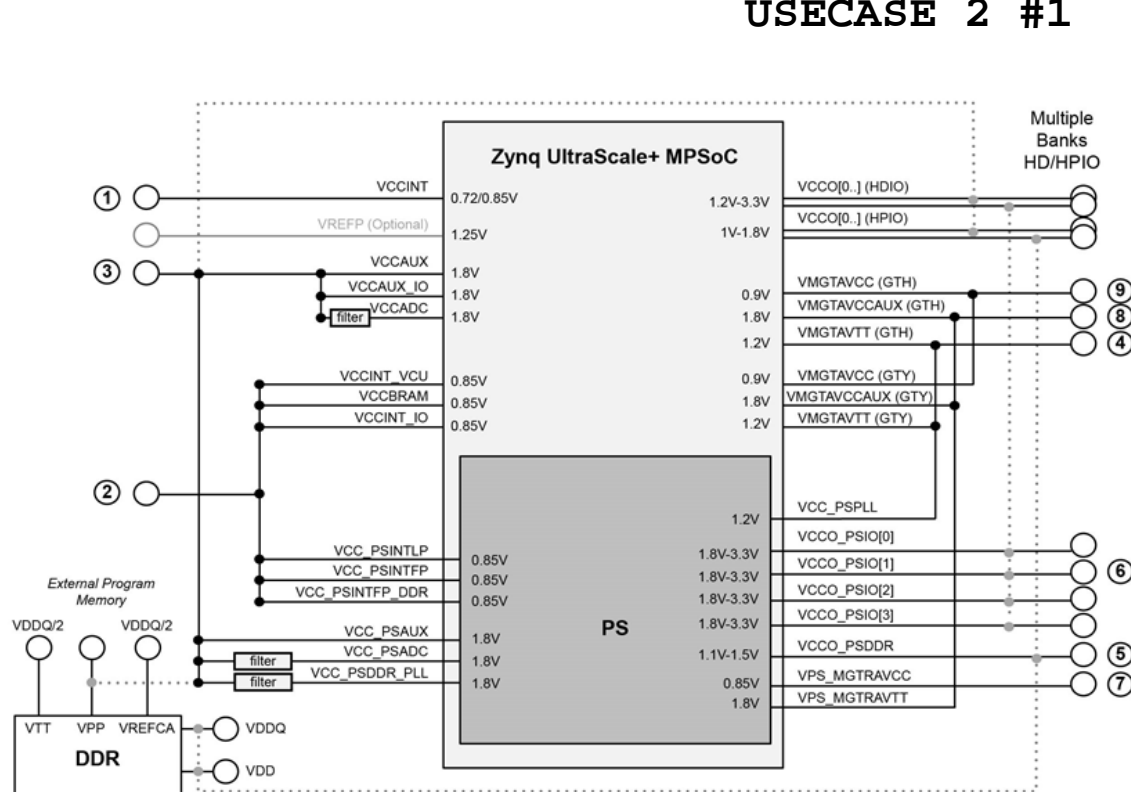 USECASE 2 #1
Multiple
Banks
HD/HPIO
Zynq UltraScale+ MPSoC
1
VCCINT
0.72/0.85V
1.2V-3.3V
VCCO[0..] (HDIO)
VREFP (Optional)
1.25V
1V-1.8V
VCCO[0..] (HPIO)
3
VCCAUX
1.8V
VCCAUX_IO
1.8V
0.9V
VMGTAVCC (GTH)
9
filter
VCCADC
1.8V
1.8V
VMGTAVCCAUX (GTH)
8
1.2V
VMGTAVTT (GTH)
4
VCCINT_VCU
0.85V
0.9V
VMGTAVCC (GTY)
VCCBRAM
0.85V
1.8V
VMGTAVCCAUX (GTY)
VCCINT_IO
0.85V
1.2V
VMGTAVTT (GTY)
2
PS
1.2V
VCC_PSPLL
VCC_PSINTLP
0.85V
1.8V-3.3V
VCCO_PSIO[0]
VCC_PSINTFP
0.85V
1.8V-3.3V
VCCO_PSIO[1]
6
VCC_PSINTFP_DDR
0.85V
1.8V-3.3V
VCCO_PSIO[2]
VCC_PSAUX
1.8V
1.8V-3.3V
VCCO_PSIO[3]
filter
VCC_PSADC
1.8V
1.1V-1.5V
VCCO_PSDDR
5
filter
VCC_PSDDR_PLL
1.8V
0.85V
VPS_MGTRAVCC
7
1.8V
VPS_MGTRAVTT
External Program
Memory
VDDQ/2
VDDQ/2
VTT
VPP
VREFCA
VDDQ
DDR
VDD